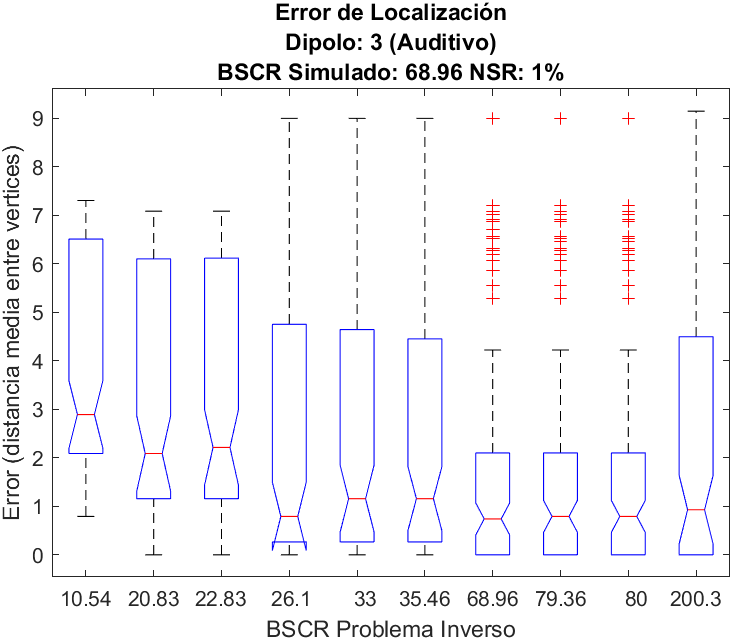 Error de Localización
Dipolo: 3 (Auditivo)
BSCR Simulado: 68.96 NSR: 1%
Error (distancia media entre vertices)
9
8
7
6
5
4
3
2
1
0
10.54 20.83 22.83 26.1 33 35.46 68.96 79.36 80 200.3
BSCR Problema Inverso